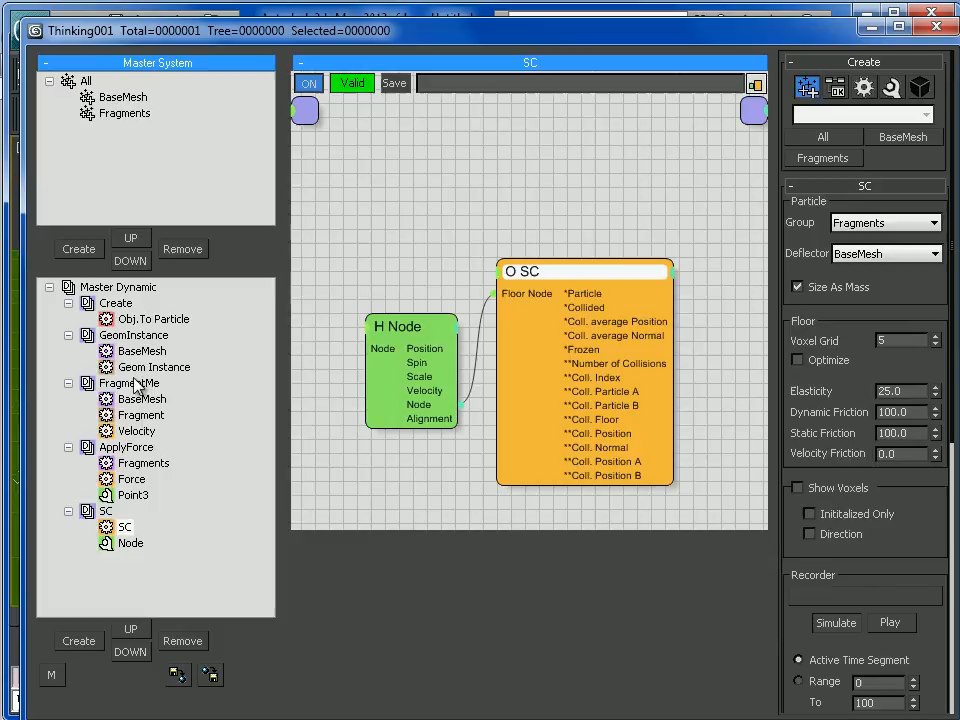 Thinking001 Total=0000001 Tree=0000000 Selected=0000000
Master System
All
BaseMesh
Fragments
Create
UP
DOWN
Remove
Master Dynamic
Create
Obj.To Particle
GeomInstance
BaseMesh
Geom Instance
FragmentMe
BaseMesh
Fragment
Velocity
ApplyForce
Fragments
Force
Point3
SC
SC
Node
Create
UP
DOWN
Remove
M
SC
ON
Valid
Save
H Node
Node
Position
Spin
Scale
Velocity
Node
Alignment
O SC
Floor Node
*Particle
*Collided
*Coll. average Position
*Coll. average Normal
*Frozen
**Number of Collisions
**Coll. Index
**Coll. Particle A
**Coll. Particle B
**Coll. Floor
**Coll. Position
**Coll. Normal
**Coll. Position A
**Coll. Position B
Create
All
BaseMesh
Fragments
SC
Particle
Group
Fragments
Deflector
BaseMesh
Size As Mass
Floor
Voxel Grid
5
Optimize
Elasticity
25.0
Dynamic Friction
100.0
Static Friction
100.0
Velocity Friction
0.0
Show Voxels
Inititalized Only
Direction
Recorder
Simulate
Play
Active Time Segment
Range
0
To
100